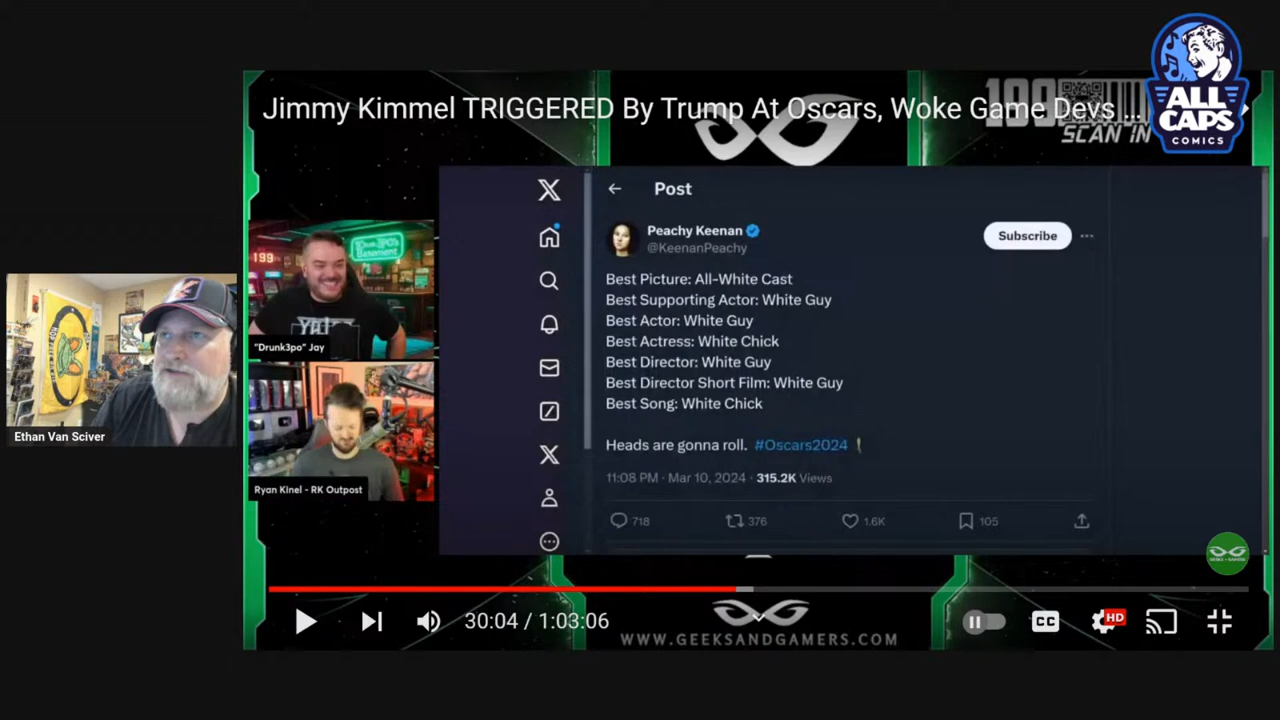 Jimmy Kimmel TRIGGERED By Trump At Oscars, Woke Game Devs ...
SCAN IN
ALL
CAPS
COMICS
Post
Peachy Keenan
@KeenanPeachy
Subscribe
Best Picture: All-White Cast
Best Supporting Actor: White Guy
Best Actor: White Guy
Best Actress: White Chick
Best Director: White Guy
Best Director Short Film: White Guy
Best Song: White Chick
Heads are gonna roll. #Oscars2024
11:08 PM · Mar 10, 2024 · 315.2K Views
718 376 1.6K 105
199
"Drunk3po" Jay
Ethan Van Sciver
Ryan Kinel - RK Outpost
30:04 / 1:03:06
CC
HD
WWW.GEEKSANDGAMERS.COM